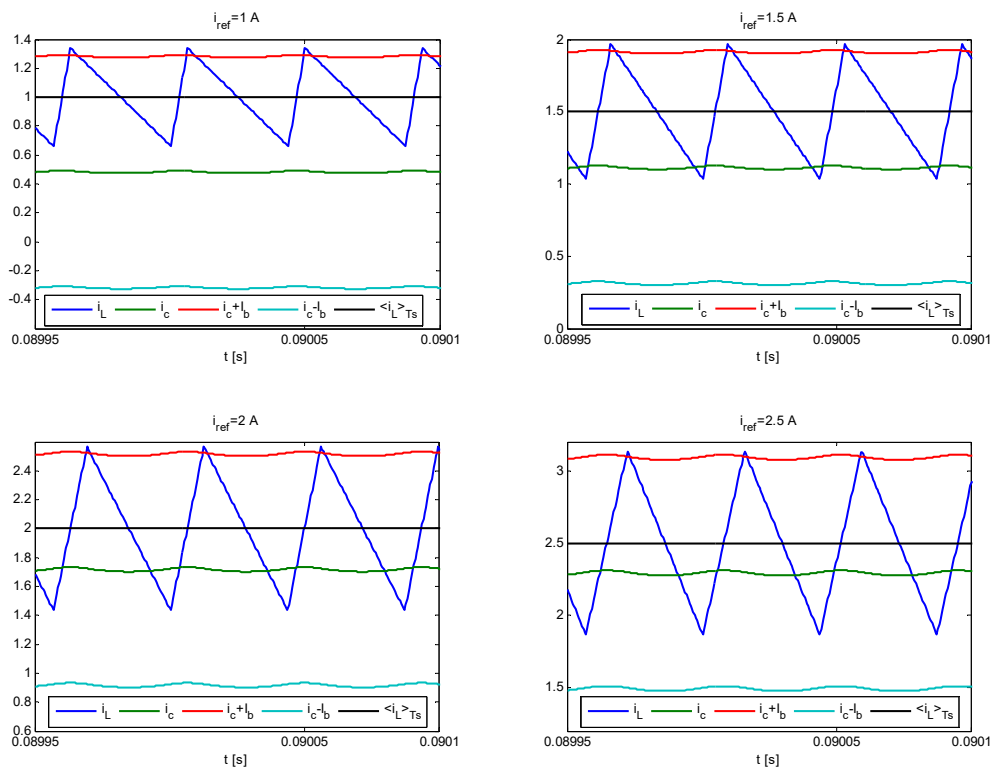 i_ref=1 A
1.4
1.2
1
0.8
0.6
0.4
0.2
0
-0.2
-0.4
i_L i_c i_c+I_b i_c-I_b <i_L>_Ts
0.08995 0.09005 0.0901
t [s]
i_ref=1.5 A
2
1.5
1
0.5
0
i_L i_c i_c+I_b i_c-I_b <i_L>_Ts
0.08995 0.09005 0.0901
t [s]
i_ref=2 A
2.4
2.2
2
1.8
1.6
1.4
1.2
1
0.8
0.6
i_L i_c i_c+I_b i_c-I_b <i_L>_Ts
0.08995 0.09005 0.0901
t [s]
i_ref=2.5 A
3
2.5
2
1.5
i_L i_c i_c+I_b i_c-I_b <i_L>_Ts
0.08995 0.09005 0.0901
t [s]